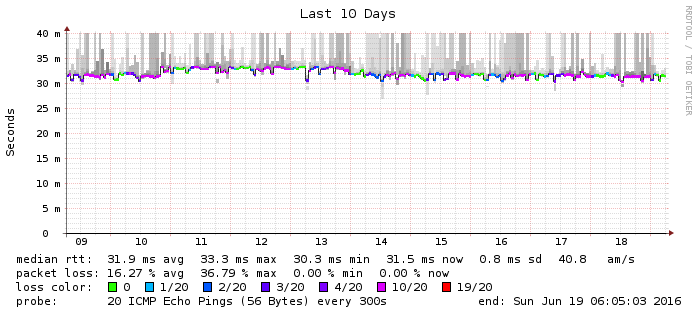 Last 10 Days
RRDTOOL / TOBI OETIKER
Seconds
40 m
35 m
30 m
25 m
20 m
15 m
10 m
5 m
0
09 10 11 12 13 14 15 16 17 18
median rtt: 31.9 ms avg 33.3 ms max 30.3 ms min 31.5 ms now 0.8 ms sd 40.8 am/s
packet loss: 16.27 % avg 36.79 % max 0.00 % min 0.00 % now
loss color: 0 1/20 2/20 3/20 4/20 10/20 19/20
probe: 20 ICMP Echo Pings (56 Bytes) every 300s end: Sun Jun 19 06:05:03 2016